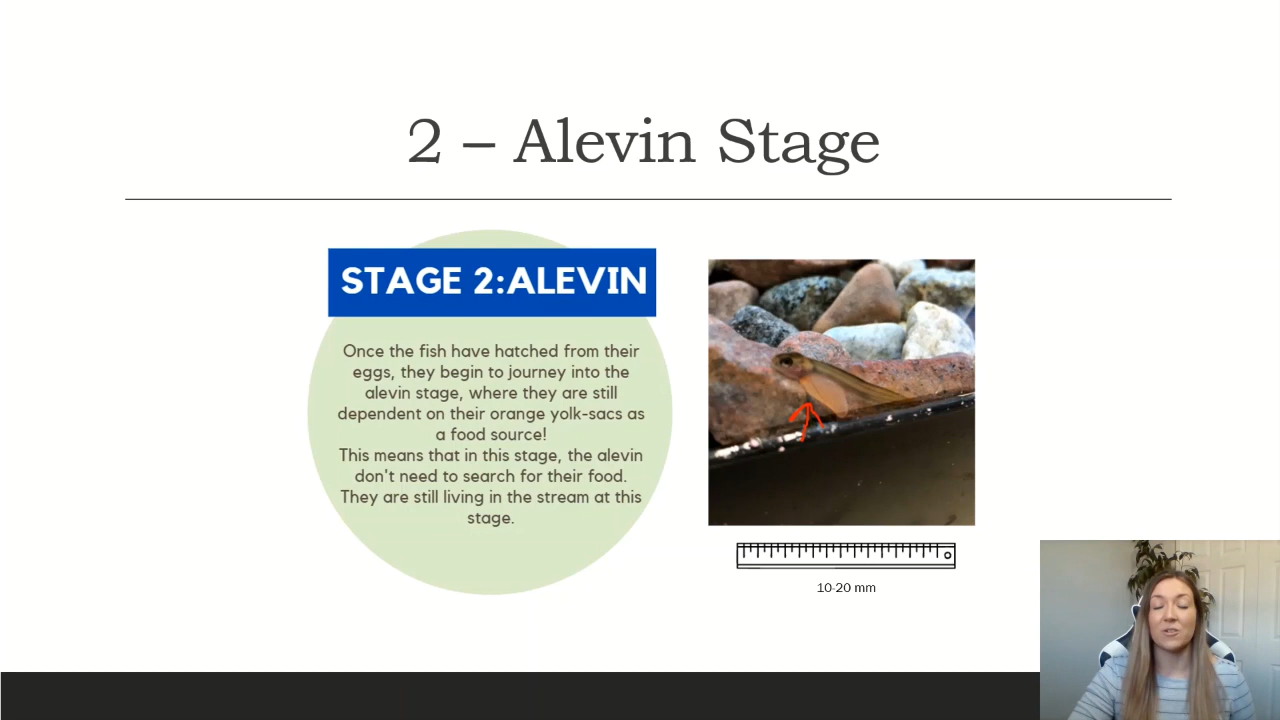 2 – Alevin Stage
STAGE 2:ALEVIN
Once the fish have hatched from their
eggs, they begin to journey into the
alevin stage, where they are still
dependent on their orange yolk-sacs as
a food source!
This means that in this stage, the alevin
don't need to search for their food.
They are still living in the stream at this
stage.
10-20 mm